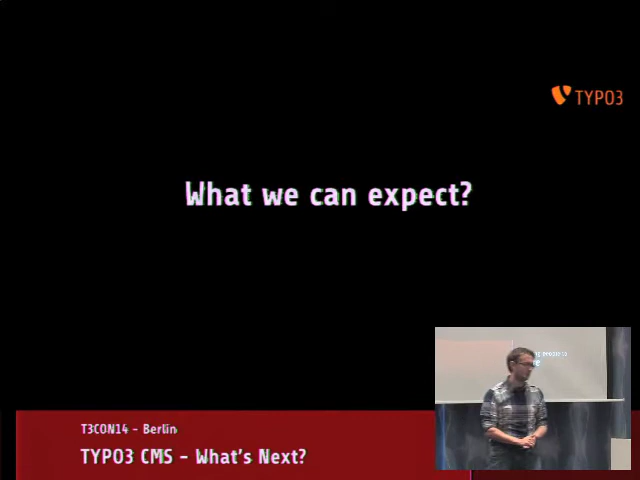 TYPO3
What we can expect?
T3CON14 - Berlin
TYPO3 CMS - What's Next?